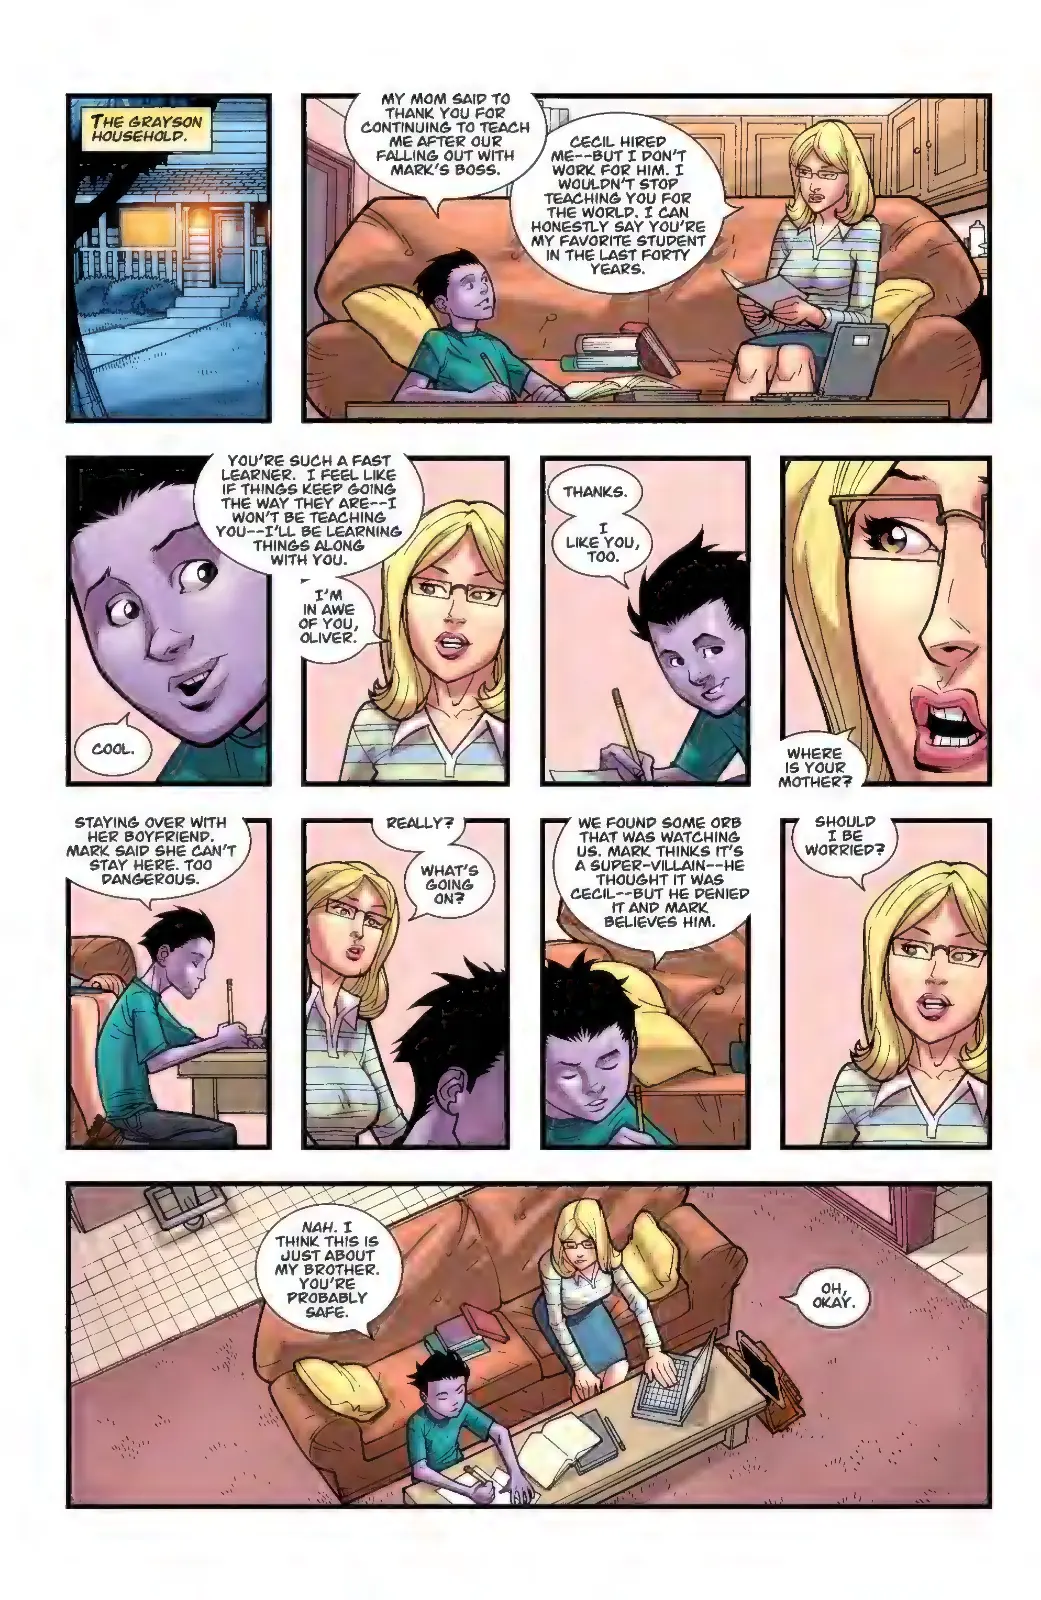 THE GRAYSON
HOUSEHOLD.
MY MOM SAID TO
THANK YOU FOR
CONTINUING TO TEACH
ME AFTER OUR
FALLING OUT WITH
MARK'S BOSS.
CECIL HIRED
ME--BUT I DON'T
WORK FOR HIM. I
WOULDN'T STOP
TEACHING YOU FOR
THE WORLD. I CAN
HONESTLY SAY YOU'RE
MY FAVORITE STUDENT
IN THE LAST FORTY
YEARS.
COOL.
YOU'RE SUCH A FAST
LEARNER. I FEEL LIKE
IF THINGS KEEP GOING
THE WAY THEY ARE--I
WON'T BE TEACHING
YOU--I'LL BE LEARNING
THINGS ALONG
WITH YOU.
I'M
IN AWE
OF YOU,
OLIVER.
THANKS.
I
LIKE YOU,
TOO.
WHERE
IS YOUR
MOTHER?
STAYING OVER WITH
HER BOYFRIEND.
MARK SAID SHE CAN'T
STAY HERE. TOO
DANGEROUS.
REALLY?
WHAT'S
GOING
ON?
WE FOUND SOME ORB
THAT WAS WATCHING
US. MARK THINKS IT'S
A SUPER-VILLAIN--HE
THOUGHT IT WAS
CECIL--BUT HE DENIED
IT AND MARK
BELIEVES HIM.
SHOULD
I BE
WORRIED?
NAH. I
THINK THIS IS
JUST ABOUT
MY BROTHER.
YOU'RE
PROBABLY
SAFE.
OH,
OKAY.